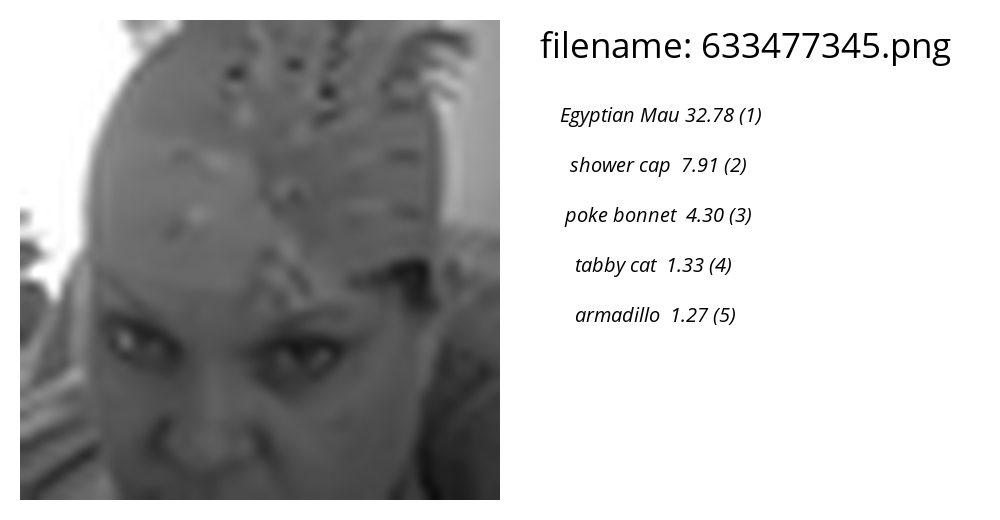 filename: 633477345.png
Egyptian Mau 32.78 (1)
shower cap 7.91 (2)
poke bonnet 4.30 (3)
tabby cat 1.33 (4)
armadillo 1.27 (5)